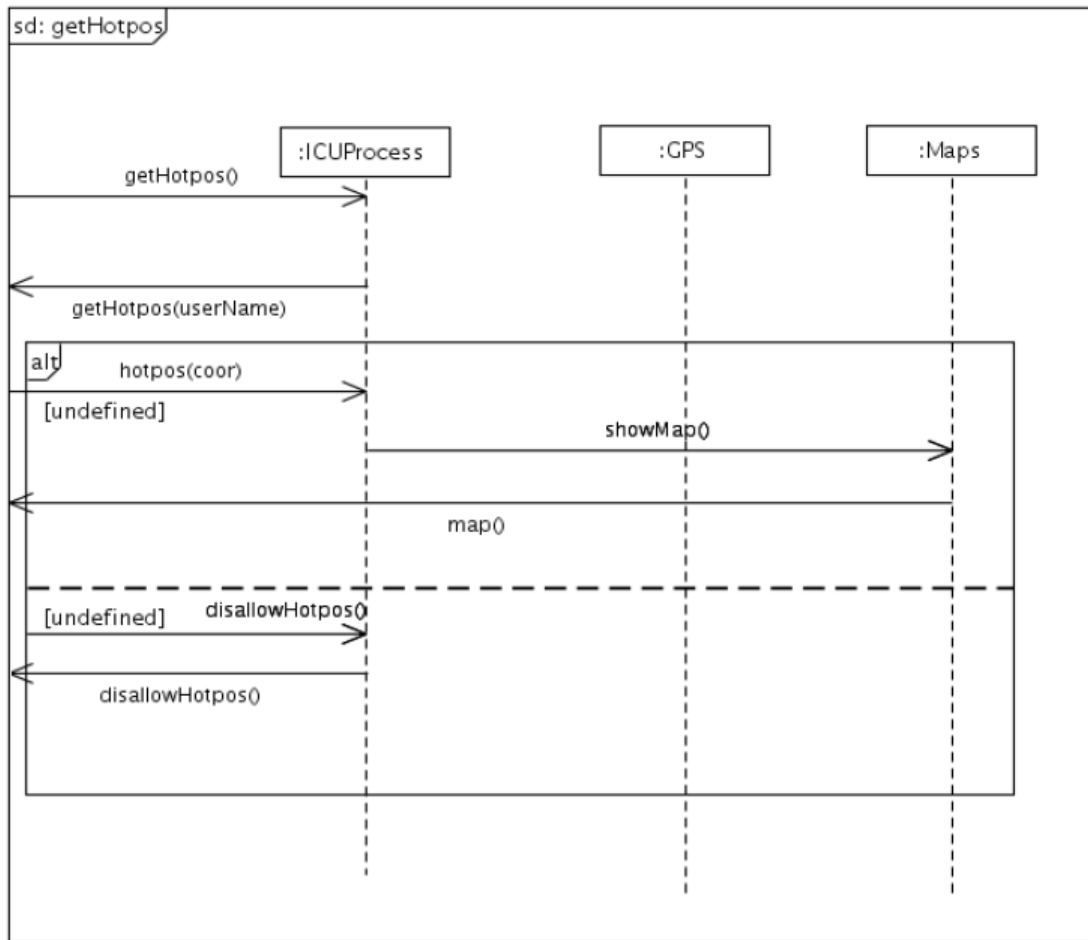 sd: getHotpos
:ICUProcess
:GPS
:Maps
getHotpos()
getHotpos(userName)
alt
hotpos(coor)
[undefined]
showMap()
map()
disallowHotpos()
[undefined]
disallowHotpos()